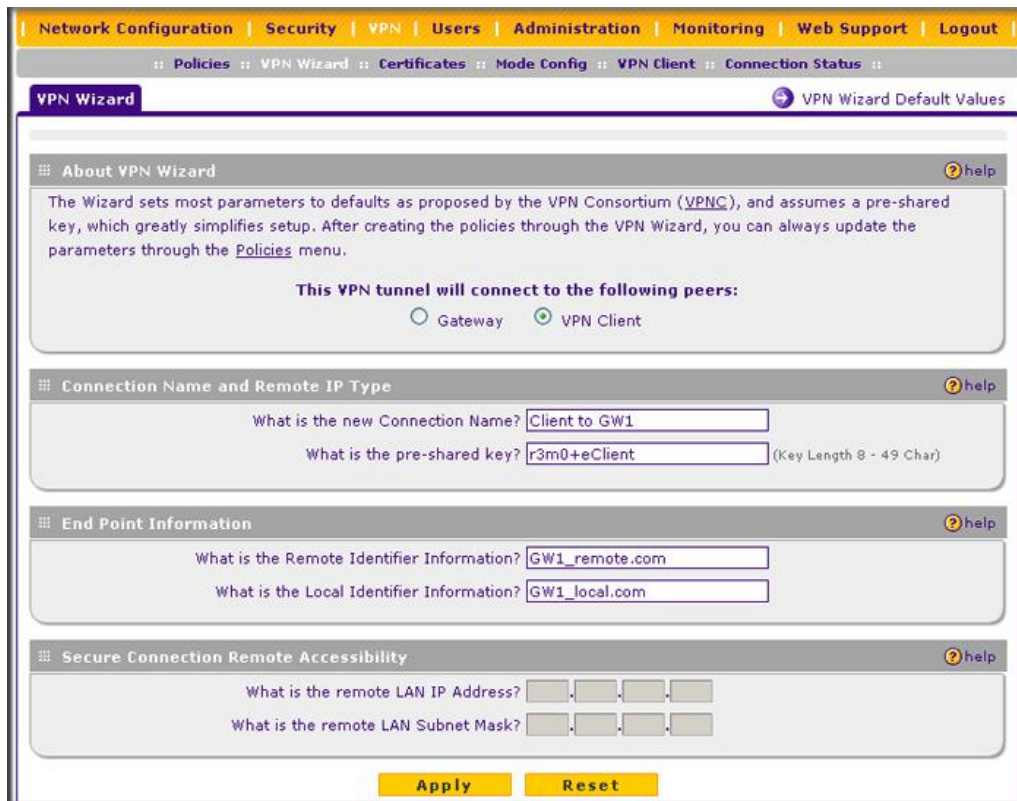 Network Configuration | Security | VPN | Users | Administration | Monitoring | Web Support | Logout
:: Policies :: VPN Wizard :: Certificates :: Mode Config :: VPN Client :: Connection Status ::
VPN Wizard
VPN Wizard Default Values
About VPN Wizard
help
The Wizard sets most parameters to defaults as proposed by the VPN Consortium (VPNC), and assumes a pre-shared
key, which greatly simplifies setup. After creating the policies through the VPN Wizard, you can always update the
parameters through the Policies menu.
This VPN tunnel will connect to the following peers:
Gateway VPN Client
Connection Name and Remote IP Type
help
What is the new Connection Name? Client to GW1
What is the pre-shared key? r3m0+eClient (Key Length 8 - 49 Char)
End Point Information
help
What is the Remote Identifier Information? GW1_remote.com
What is the Local Identifier Information? GW1_local.com
Secure Connection Remote Accessibility
help
What is the remote LAN IP Address? . . .
What is the remote LAN Subnet Mask? . . .
Apply Reset